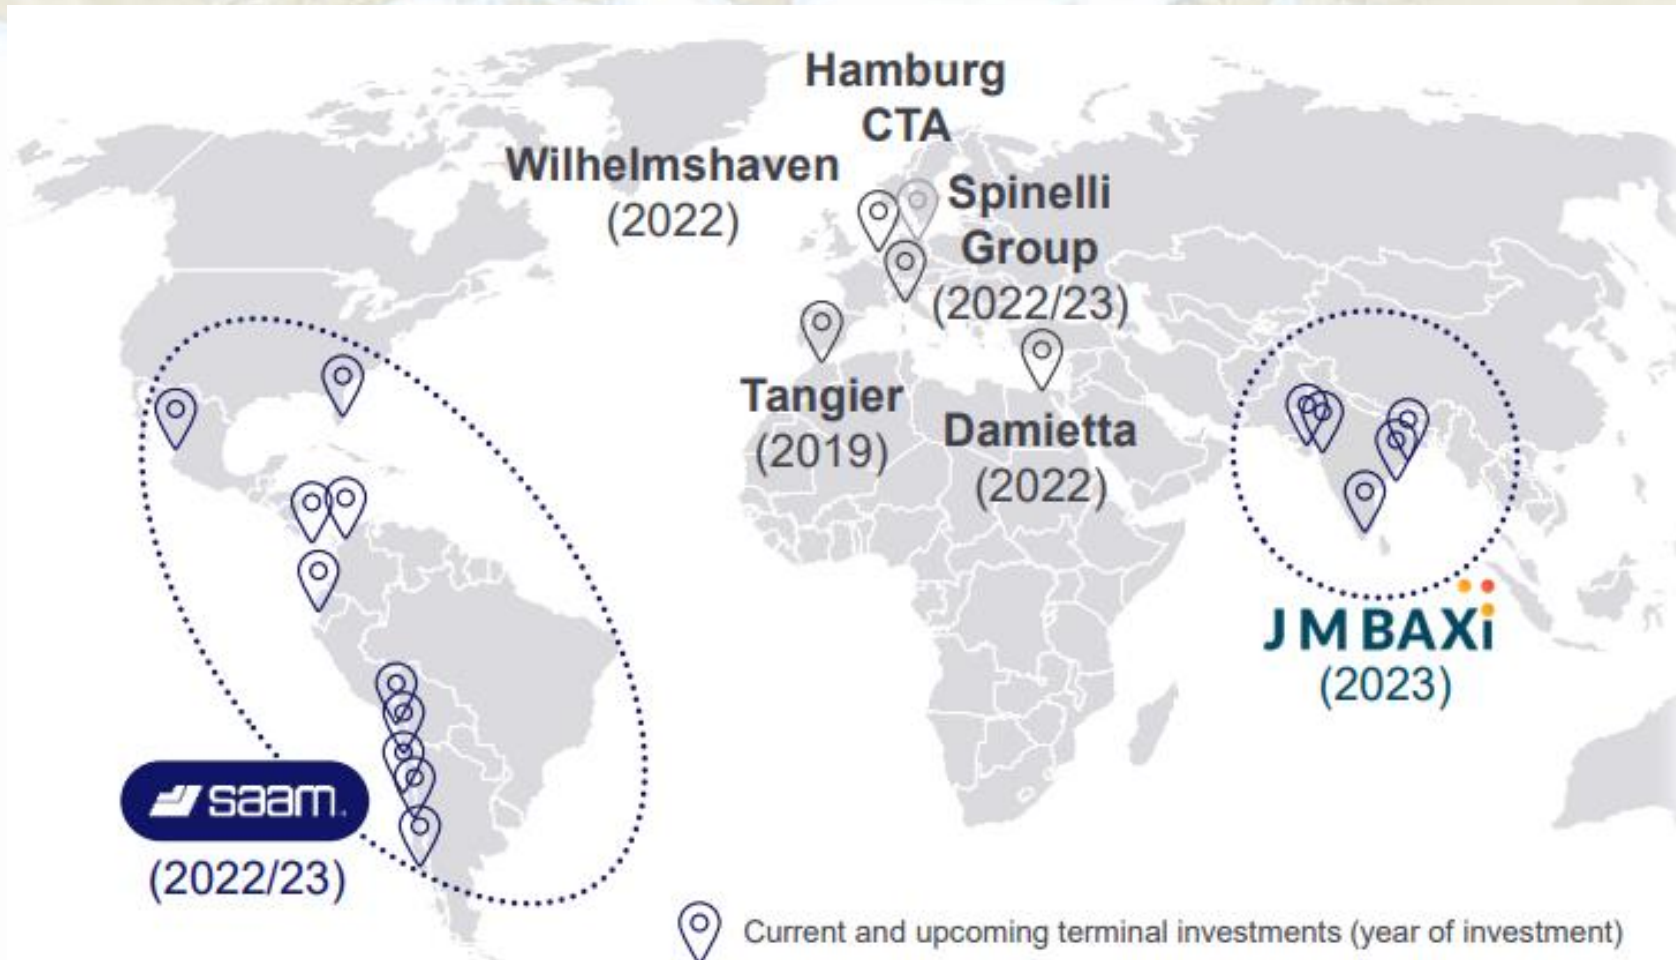 Hamburg
CTA
Wilhelmshaven
(2022)
Spinelli
Group
(2022/23)
Tangier
(2019)
Damietta
(2022)
J M BAXi
(2023)
saam
(2022/23)
Current and upcoming terminal investments (year of investment)